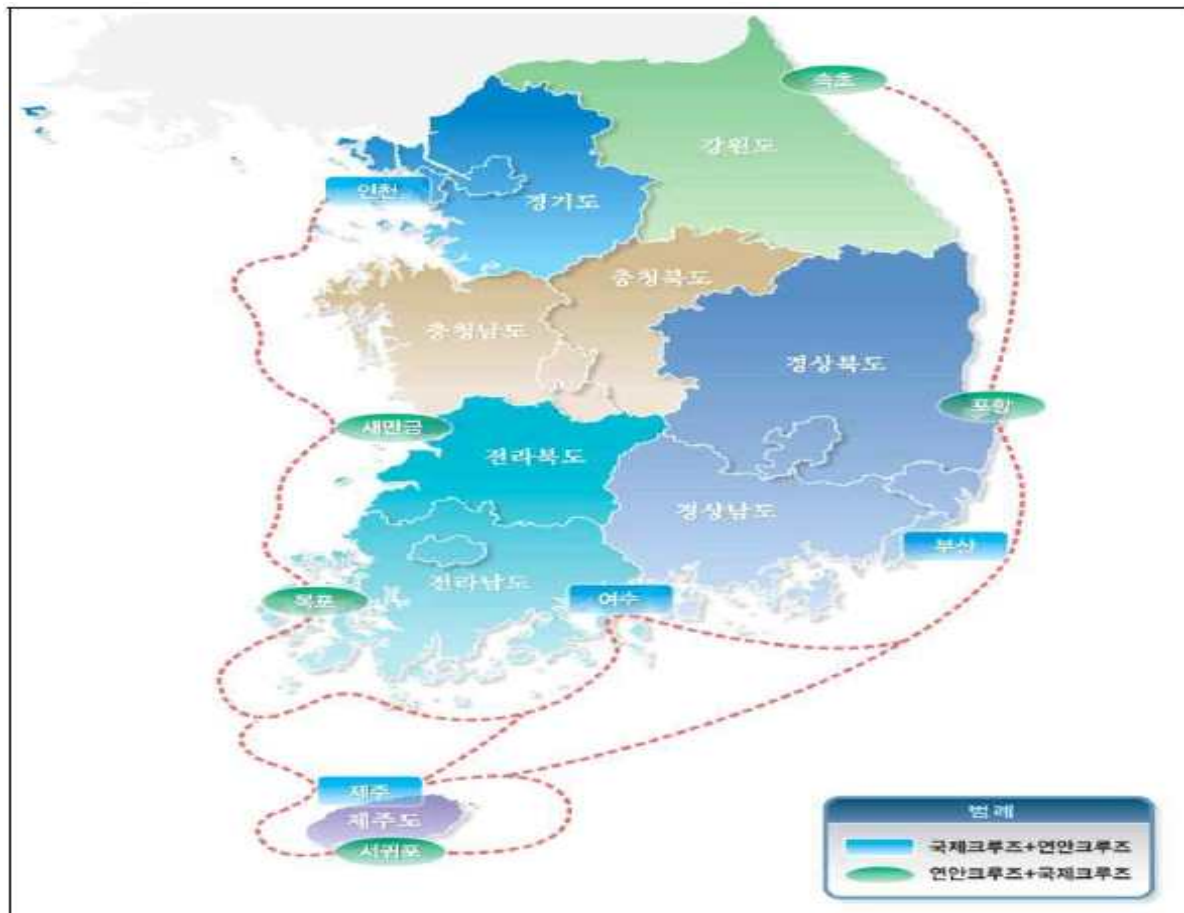 속초
강원도
인천
경기도
충청북도
충청남도
경상북도
포항
새만금
전라북도
경상남도
부산
전라남도
목포
여수
제주
제주도
서귀포
범례
국제크루즈+연안크루즈
연안크루즈+국제크루즈